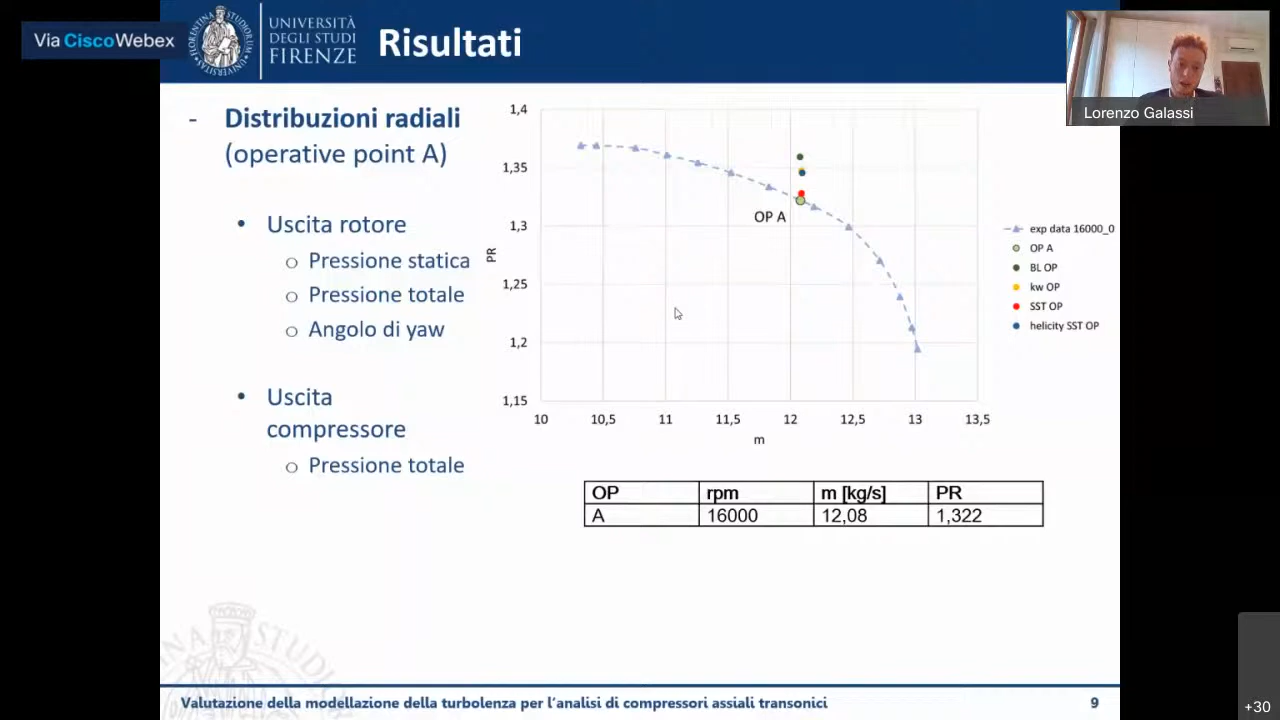 Via CiscoWebex
UNIVERSITÀ
DEGLI STUDI
FIRENZE
Risultati
Lorenzo Galassi
- Distribuzioni radiali
(operative point A)
• Uscita rotore
o Pressione statica
o Pressione totale
o Angolo di yaw
• Uscita
compressore
o Pressione totale
1,4
1,35
1,3
1,25
1,2
1,15
PR
OP A
10 10,5 11 11,5 12 12,5 13 13,5
m
exp data 16000_0
OP A
BL OP
kw OP
SST OP
helicity SST OP
OP rpm m [kg/s] PR
A 16000 12,08 1,322
Valutazione della modellazione della turbolenza per l'analisi di compressori assiali transonici 9
+30